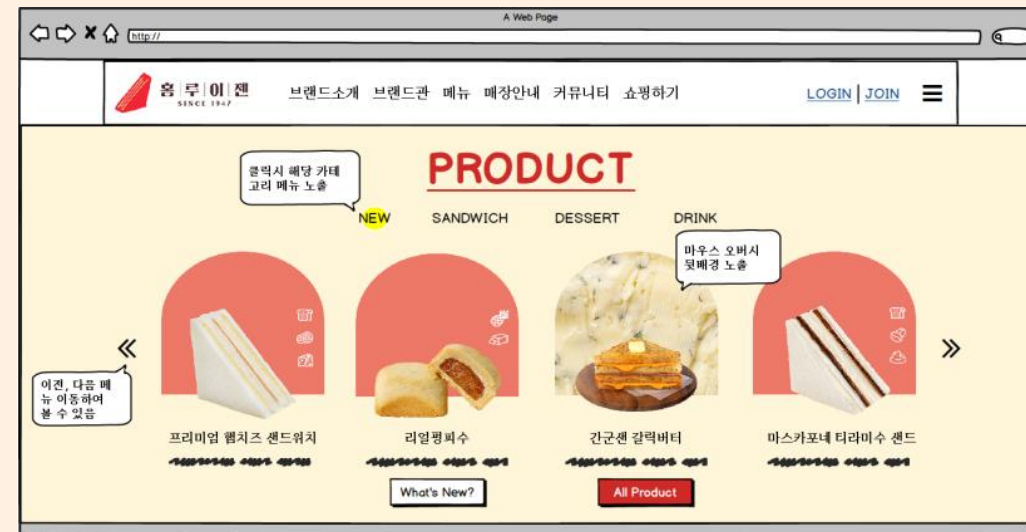 A Web Page
http://
홍루이젠
SINCE 1947
브랜드소개 브랜드관 메뉴 매장안내 커뮤니티 쇼핑하기
LOGIN | JOIN
PRODUCT
클릭시 해당 카테
고리 메뉴 노출
NEW SANDWICH DESSERT DRINK
마우스 오버시
뒷배경 노출
이전, 다음 메
뉴 이동하여
볼 수 있음
프리미엄 햄치즈 샌드위치 리얼펑피수 간군샌 갈릭버터 마스카포네 티라미수 샌드
What's New? All Product